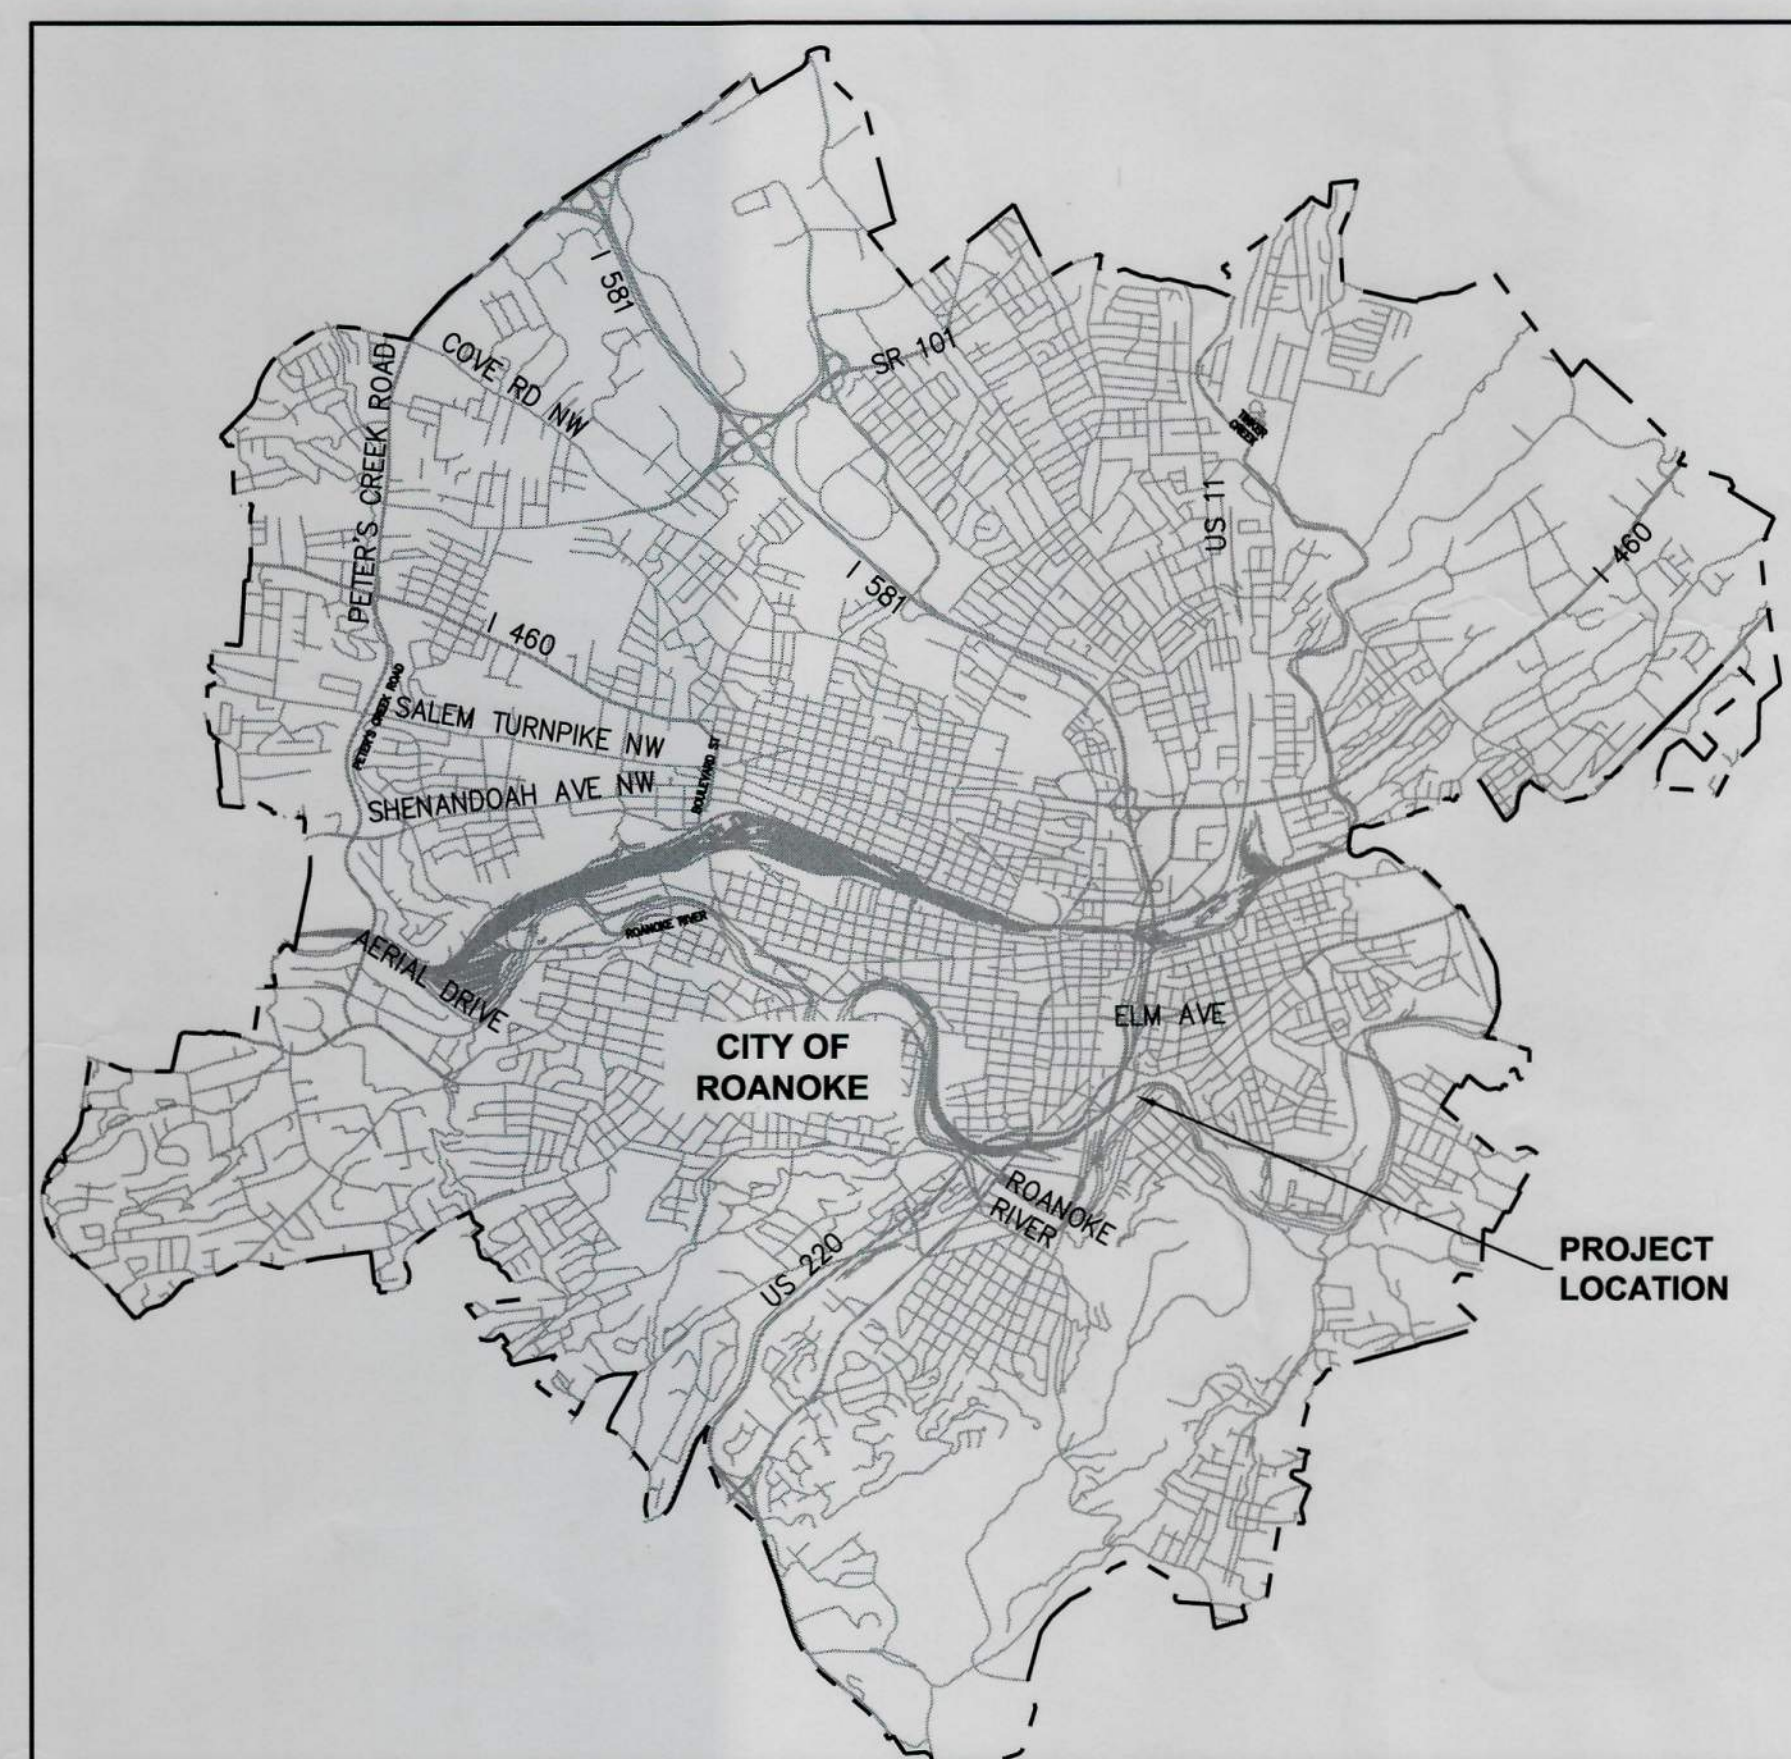 I 581
SR 101
COVE RD NW
PETER'S CREEK ROAD
TINKER
CREEK
US 11
I 460
I 581
I 460
PETER'S CREEK ROAD
SALEM TURNPIKE NW
BOULEVARD ST
SHENANDOAH AVE NW
ROANOKE RIVER
AERIAL DRIVE
ELM AVE
CITY OF
ROANOKE
ROANOKE
RIVER
US 220
PROJECT
LOCATION